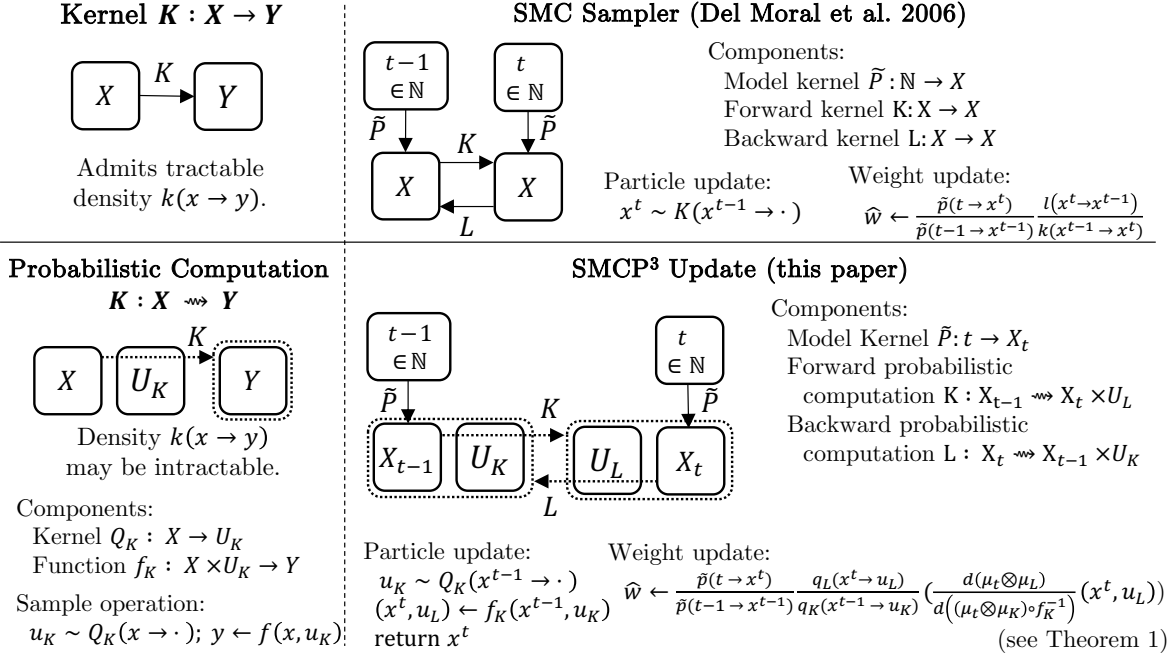 Kernel K : X → Y
X
K
Y
Admits tractable
density k(x → y).
SMC Sampler (Del Moral et al. 2006)
t−1
∈ ℕ
t
∈ ℕ
P̃
P̃
X
K
X
L
Components:
Model kernel P̃ : ℕ → X
Forward kernel K: X → X
Backward kernel L: X → X
Particle update:
x^t ~ K(x^{t−1} → · )
Weight update:
ŵ ← p̃(t → x^t) / p̃(t−1 → x^{t−1}) l(x^t→x^{t−1}) / k(x^{t−1} → x^t)
Probabilistic Computation
K : X ⇝ Y
K
X
U_K
Y
Density k(x → y)
may be intractable.
Components:
Kernel Q_K : X → U_K
Function f_K : X ×U_K → Y
Sample operation:
u_K ~ Q_K(x → · ); y ← f(x, u_K)
SMCP³ Update (this paper)
t−1
∈ ℕ
t
∈ ℕ
P̃
P̃
K
X_{t−1}
U_K
U_L
X_t
L
Components:
Model Kernel P̃: t → X_t
Forward probabilistic
computation K : X_{t−1} ⇝ X_t ×U_L
Backward probabilistic
computation L : X_t ⇝ X_{t−1} ×U_K
Particle update:
u_K ~ Q_K(x^{t−1} → · )
(x^t, u_L) ← f_K(x^{t−1}, u_K)
return x^t
Weight update:
ŵ ← p̃(t → x^t) / p̃(t−1 → x^{t−1}) q_L(x^t→ u_L) / q_K(x^{t−1} → u_K) (d(μ_t⊗μ_L) / d((μ_t⊗μ_K)∘f_K^{−1}) (x^t, u_L))
(see Theorem 1)